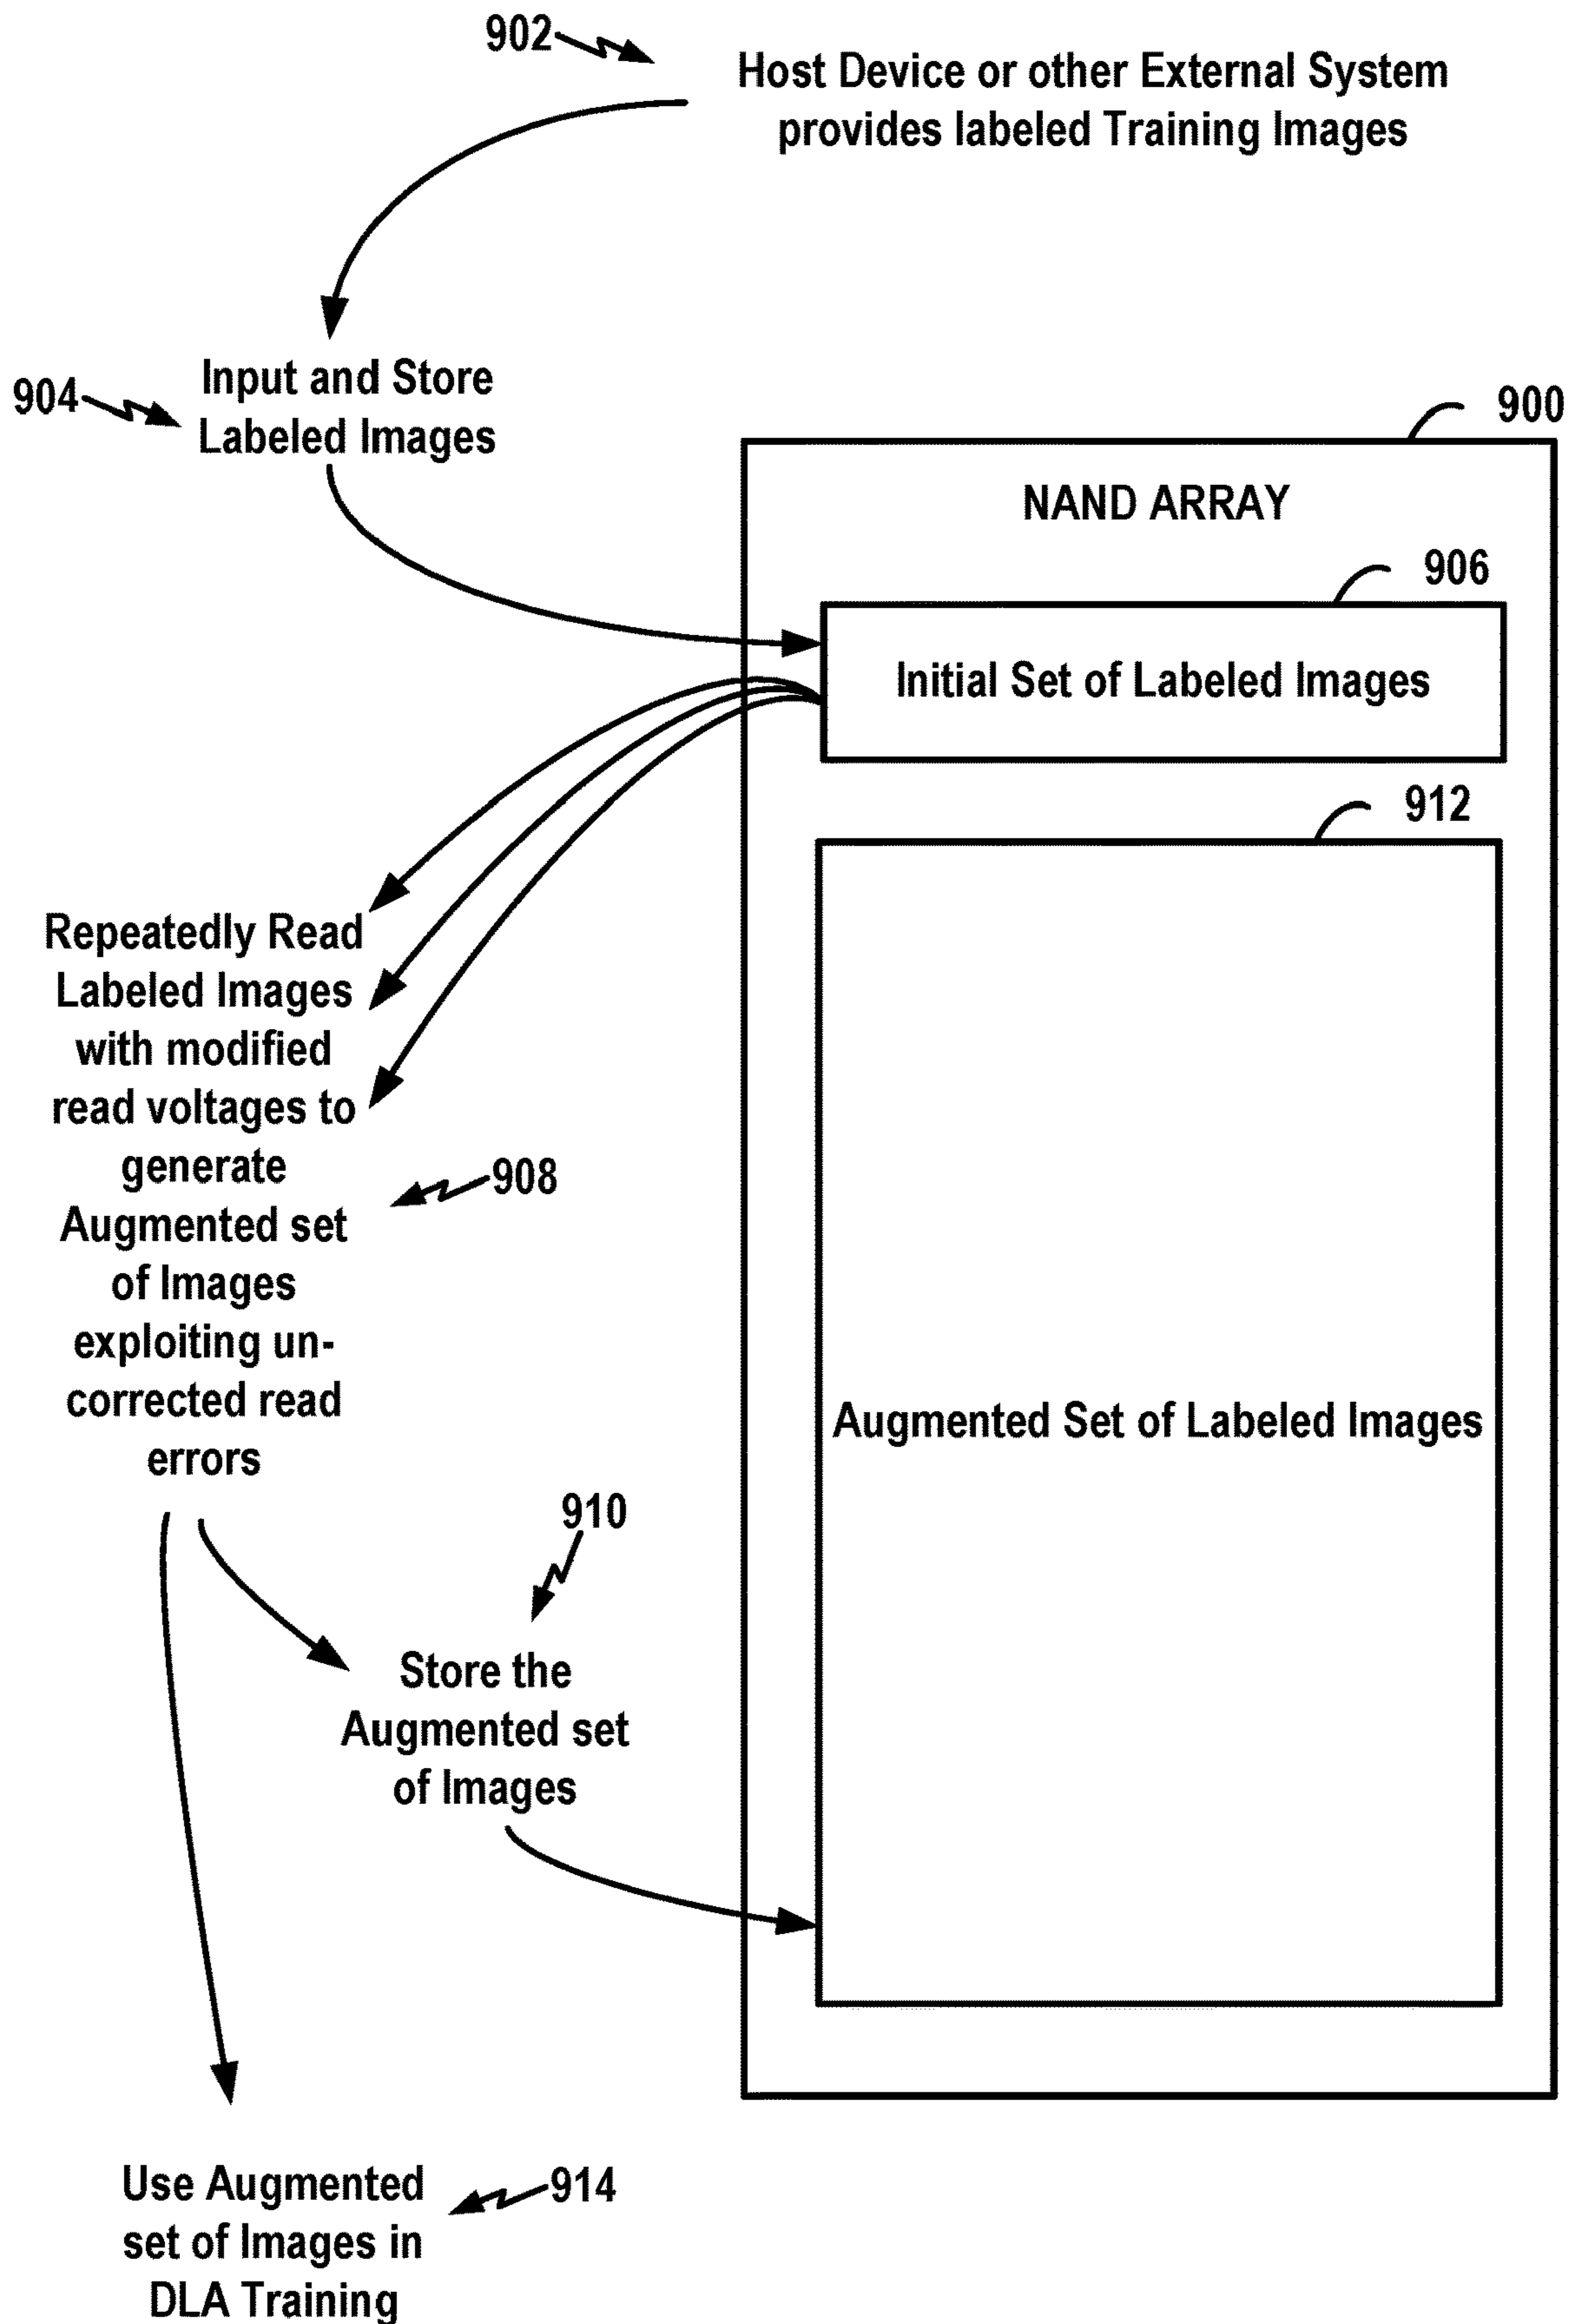 902
Host Device or other External System
provides labeled Training Images
904
Input and Store
Labeled Images
900
NAND ARRAY
906
Initial Set of Labeled Images
912
Repeatedly Read
Labeled Images
with modified
read voltages to
generate
Augmented set
of Images
exploiting un-
corrected read
errors
908
Augmented Set of Labeled Images
910
Store the
Augmented set
of Images
Use Augmented
set of Images in
DLA Training
914